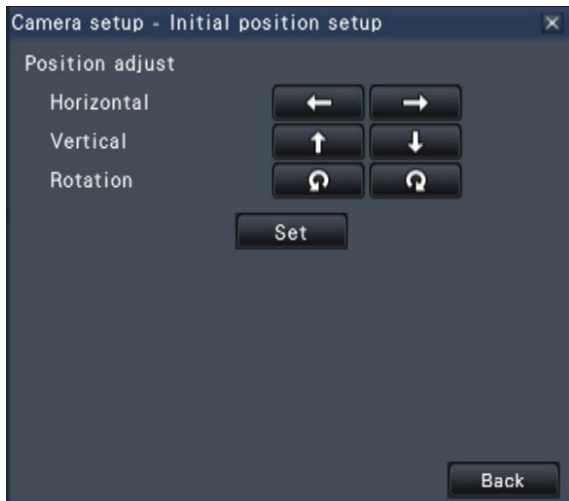 Camera setup - Initial position setup
Position adjust
Horizontal
Vertical
Rotation
Set
Back